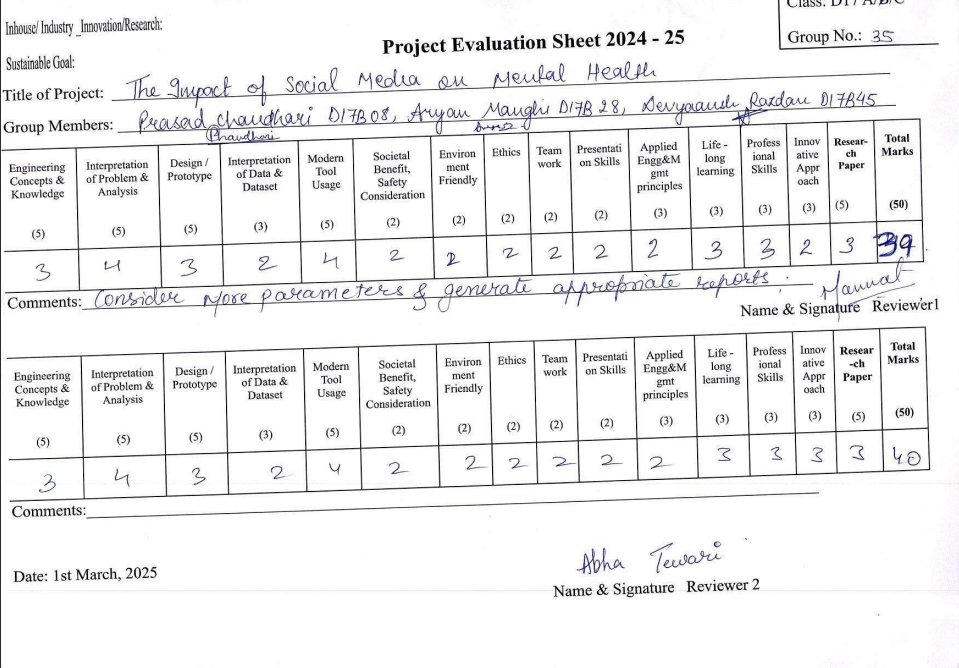 Inhouse/ Industry _Innovation/Research:
Class: D17 A/B/C
Project Evaluation Sheet 2024 - 25
Group No.: 35
Sustainable Goal:
Title of Project: The Impact of Social Media on Mental Health
Group Members: Prasad Chaudhari D17B08, Aryan Manghi D17B 28, Devyaansh Razdan D17B45
Chaudhari
Engineering Concepts & Knowledge (5) Interpretation of Problem & Analysis (5) Design / Prototype (5) Interpretation of Data & Dataset (3) Modern Tool Usage (5) Societal Benefit, Safety Consideration (2) Environ ment Friendly (2) Ethics (2) Team work (2) Presentati on Skills (2) Applied Engg&M gmt principles (3) Life - long learning (3) Profess ional Skills (3) Innov ative Appr oach (3) Resear- ch Paper (5) Total Marks (50)
3 4 3 2 4 2 2 2 2 2 2 3 3 2 3 39
Comments: Consider more parameters & generate appropriate reports.
Name & Signature Reviewer1
Engineering Concepts & Knowledge (5) Interpretation of Problem & Analysis (5) Design / Prototype (5) Interpretation of Data & Dataset (3) Modern Tool Usage (5) Societal Benefit, Safety Consideration (2) Environ ment Friendly (2) Ethics (2) Team work (2) Presentati on Skills (2) Applied Engg&M gmt principles (3) Life - long learning (3) Profess ional Skills (3) Innov ative Appr oach (3) Resear -ch Paper (5) Total Marks (50)
3 4 3 2 4 2 2 2 2 2 2 3 3 3 3 40
Comments:
Abha Tewari
Date: 1st March, 2025
Name & Signature Reviewer 2